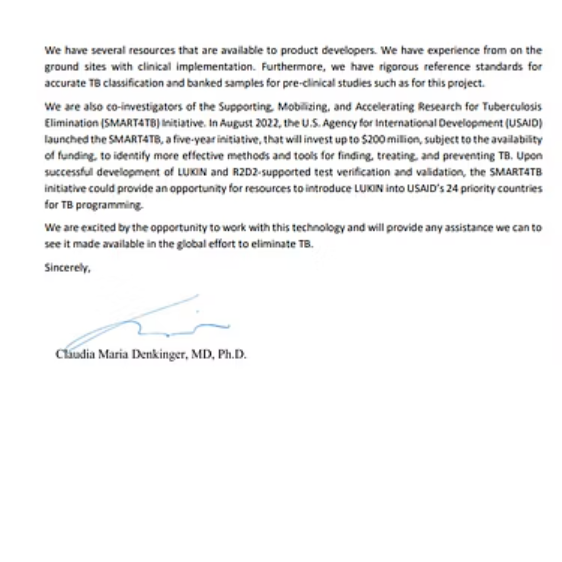 We have several resources that are available to product developers. We have experience from on the
ground sites with clinical implementation. Furthermore, we have rigorous reference standards for
accurate TB classification and banked samples for pre-clinical studies such as for this project.
We are also co-investigators of the Supporting, Mobilizing, and Accelerating Research for Tuberculosis
Elimination (SMART4TB) Initiative. In August 2022, the U.S. Agency for International Development (USAID)
launched the SMART4TB, a five-year initiative, that will invest up to $200 million, subject to the availability
of funding, to identify more effective methods and tools for finding, treating, and preventing TB. Upon
successful development of LUKIN and R2D2-supported test verification and validation, the SMART4TB
initiative could provide an opportunity for resources to introduce LUKIN into USAID's 24 priority countries
for TB programming.
We are excited by the opportunity to work with this technology and will provide any assistance we can to
see it made available in the global effort to eliminate TB.
Sincerely,
Claudia Maria Denkinger, MD, Ph.D.